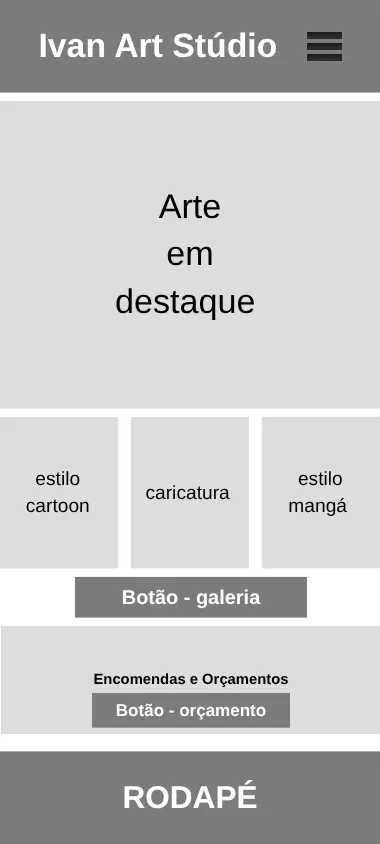 Ivan Art Stúdio
Arte
em
destaque
estilo
cartoon
caricatura
estilo
mangá
Botão - galeria
Encomendas e Orçamentos
Botão - orçamento
RODAPÉ